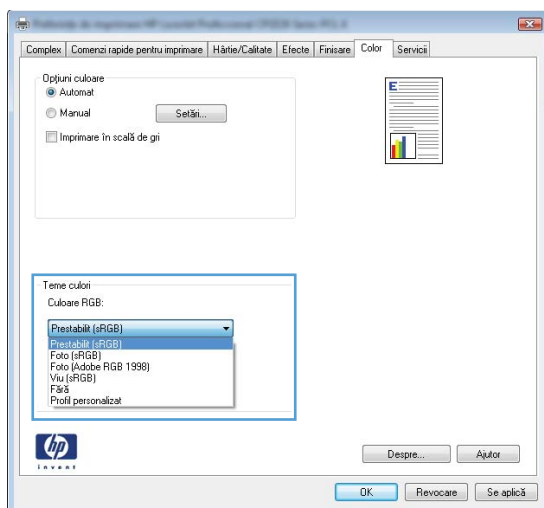 Complex Comenzi rapide pentru imprimare Hârtie/Calitate Efecte Finisare Color Servicii
Opţiuni culoare
Automat
Manual Setări...
Imprimare în scală de gri
E
Teme culori
Culoare RGB:
Prestabilit (sRGB)
Prestabilit (sRGB)
Foto (sRGB)
Foto (Adobe RGB 1998)
Viu (sRGB)
Fără
Profil personalizat
hp
invent
Despre... Ajutor
OK Revocare Se aplică